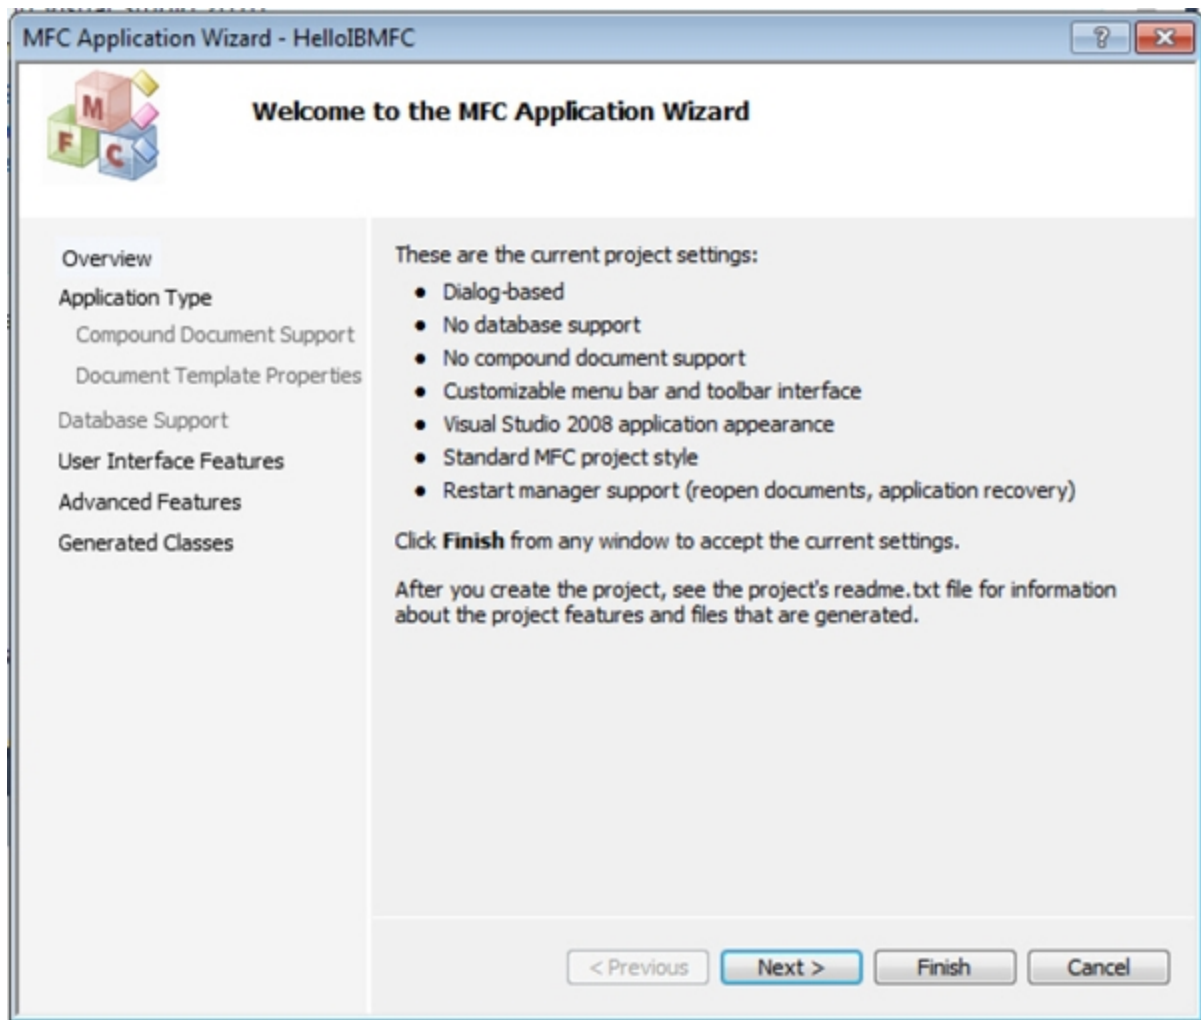 MFC Application Wizard - HelloIBMFC
M
F
C
Welcome to the MFC Application Wizard
Overview
Application Type
Compound Document Support
Document Template Properties
Database Support
User Interface Features
Advanced Features
Generated Classes
These are the current project settings:
• Dialog-based
• No database support
• No compound document support
• Customizable menu bar and toolbar interface
• Visual Studio 2008 application appearance
• Standard MFC project style
• Restart manager support (reopen documents, application recovery)
Click Finish from any window to accept the current settings.
After you create the project, see the project's readme.txt file for information
about the project features and files that are generated.
< Previous
Next >
Finish
Cancel